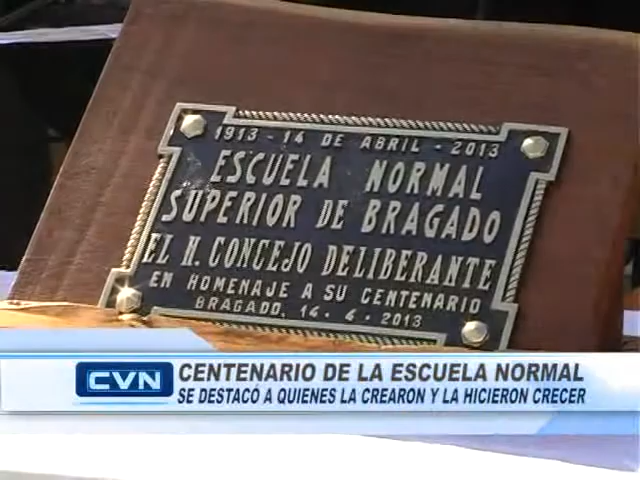 1913 - 14 DE ABRIL - 2013
ESCUELA NORMAL
SUPERIOR DE BRAGADO
EL H. CONCEJO DELIBERANTE
EN HOMENAJE A SU CENTENARIO
BRAGADO, 14 - 4 - 2013
CVN
CENTENARIO DE LA ESCUELA NORMAL
SE DESTACÓ A QUIENES LA CREARON Y LA HICIERON CRECER